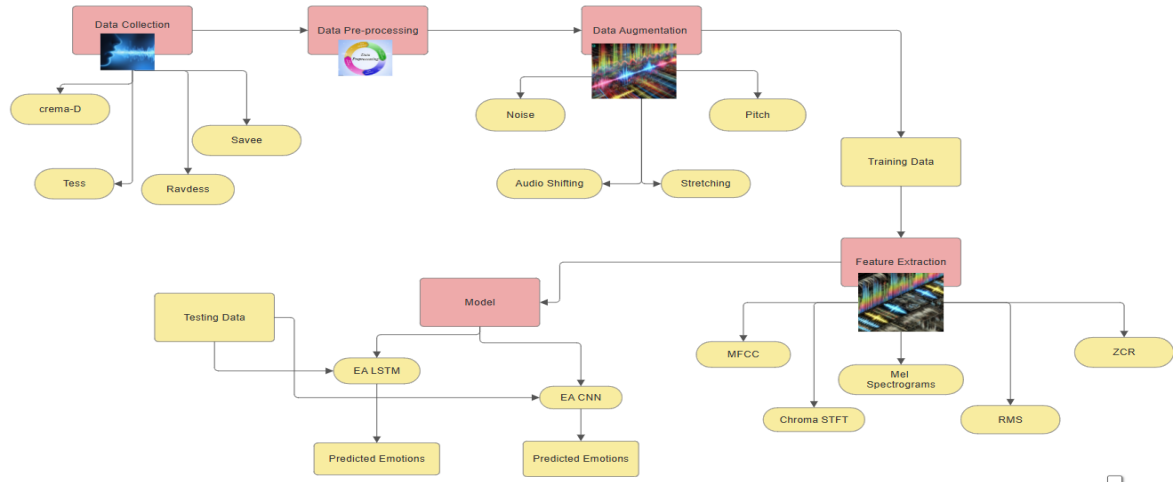 Data Collection
Data Pre-processing
Data Augmentation
Data
Preprocessing
crema-D
Savee
Tess
Ravdess
Noise
Pitch
Audio Shifting
Stretching
Training Data
Feature Extraction
Model
Testing Data
EA LSTM
EA CNN
Predicted Emotions
Predicted Emotions
MFCC
ZCR
Mel
Spectrograms
Chroma STFT
RMS